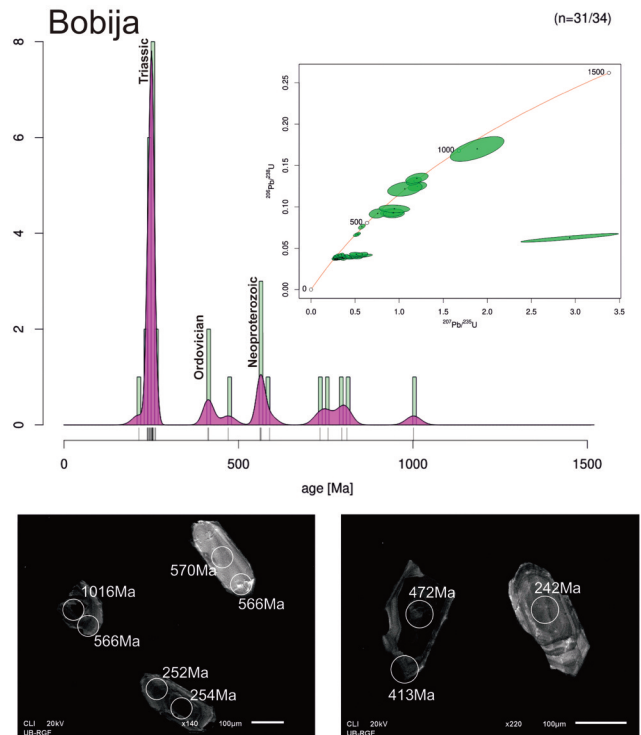 Bobija
(n=31/34)
8
6
4
2
0
Triassic
Ordovician
Neoproterozoic
0
500
1000
1500
age [Ma]
0.25
0.20
0.15
0.10
0.05
0.00
²⁰⁶Pb/²³⁸U
1500
1000
500
0
0.0
0.5
1.0
1.5
2.0
2.5
3.0
3.5
²⁰⁷Pb/²³⁵U
570Ma
566Ma
1016Ma
566Ma
252Ma
254Ma
CLI 20kV x140 100µm
UB-RGF
472Ma
242Ma
413Ma
CLI 20kV x220 100µm
UB-RGF